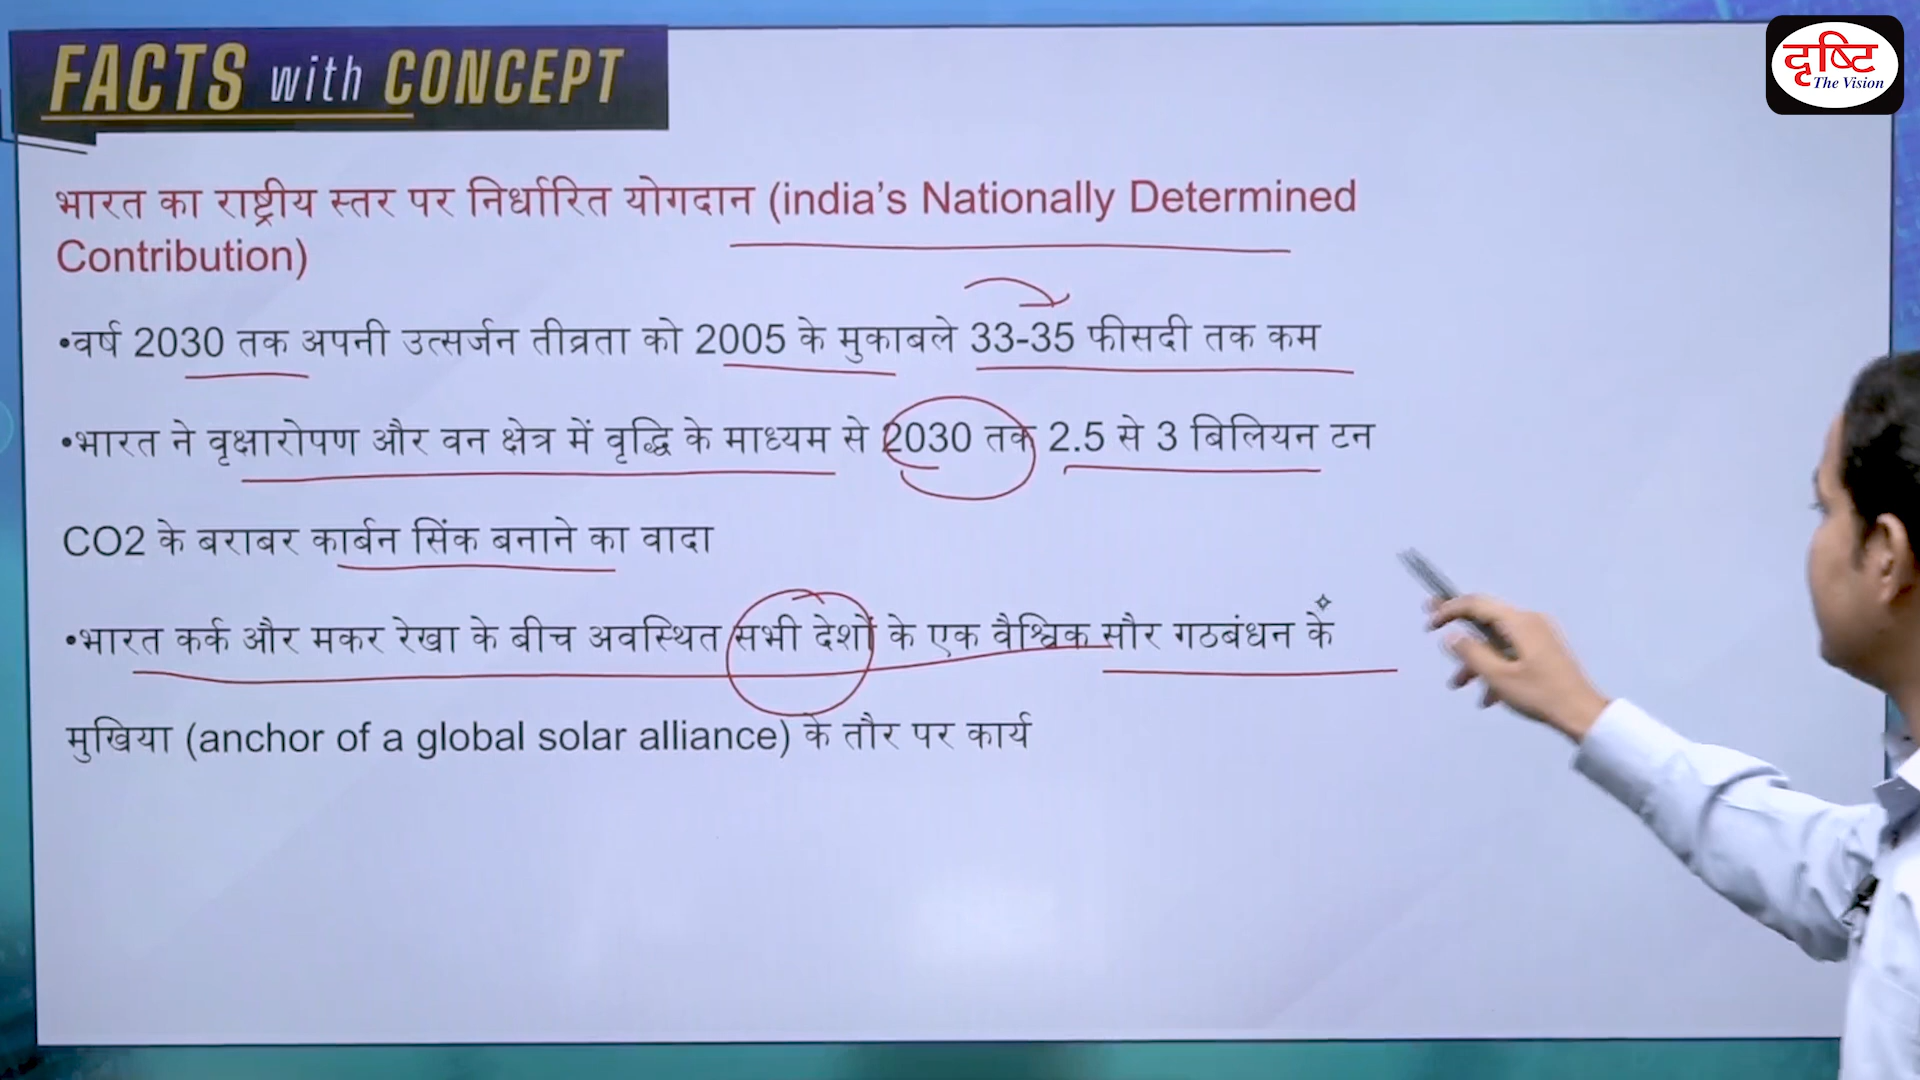 FACTS with CONCEPT
दृष्टि
The Vision
भारत का राष्ट्रीय स्तर पर निर्धारित योगदान (india’s Nationally Determined
Contribution)
•वर्ष 2030 तक अपनी उत्सर्जन तीव्रता को 2005 के मुकाबले 33-35 फीसदी तक कम
•भारत ने वृक्षारोपण और वन क्षेत्र में वृद्धि के माध्यम से 2030 तक 2.5 से 3 बिलियन टन
CO2 के बराबर कार्बन सिंक बनाने का वादा
•भारत कर्क और मकर रेखा के बीच अवस्थित सभी देशों के एक वैश्विक सौर गठबंधन के
मुखिया (anchor of a global solar alliance) के तौर पर कार्य